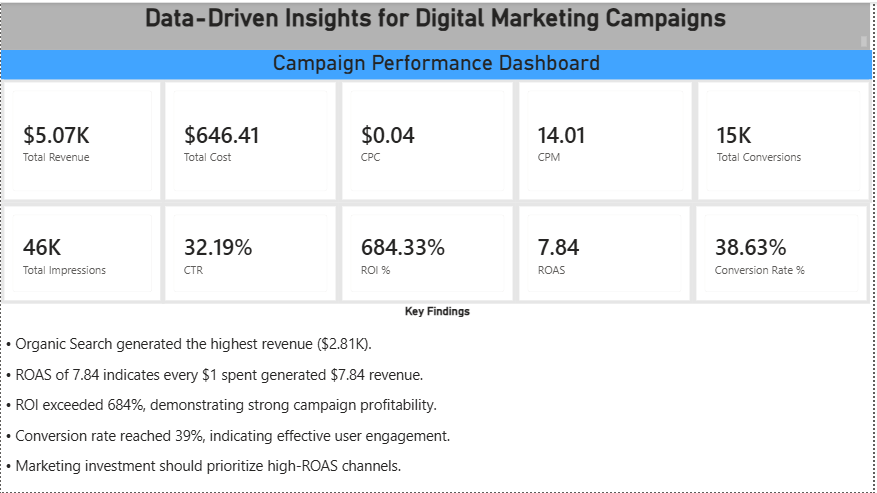 Data-Driven Insights for Digital Marketing Campaigns
Campaign Performance Dashboard
$5.07K
Total Revenue
$646.41
Total Cost
$0.04
CPC
14.01
CPM
15K
Total Conversions
46K
Total Impressions
32.19%
CTR
684.33%
ROI %
7.84
ROAS
38.63%
Conversion Rate %
Key Findings
• Organic Search generated the highest revenue ($2.81K).
• ROAS of 7.84 indicates every $1 spent generated $7.84 revenue.
• ROI exceeded 684%, demonstrating strong campaign profitability.
• Conversion rate reached 39%, indicating effective user engagement.
• Marketing investment should prioritize high-ROAS channels.